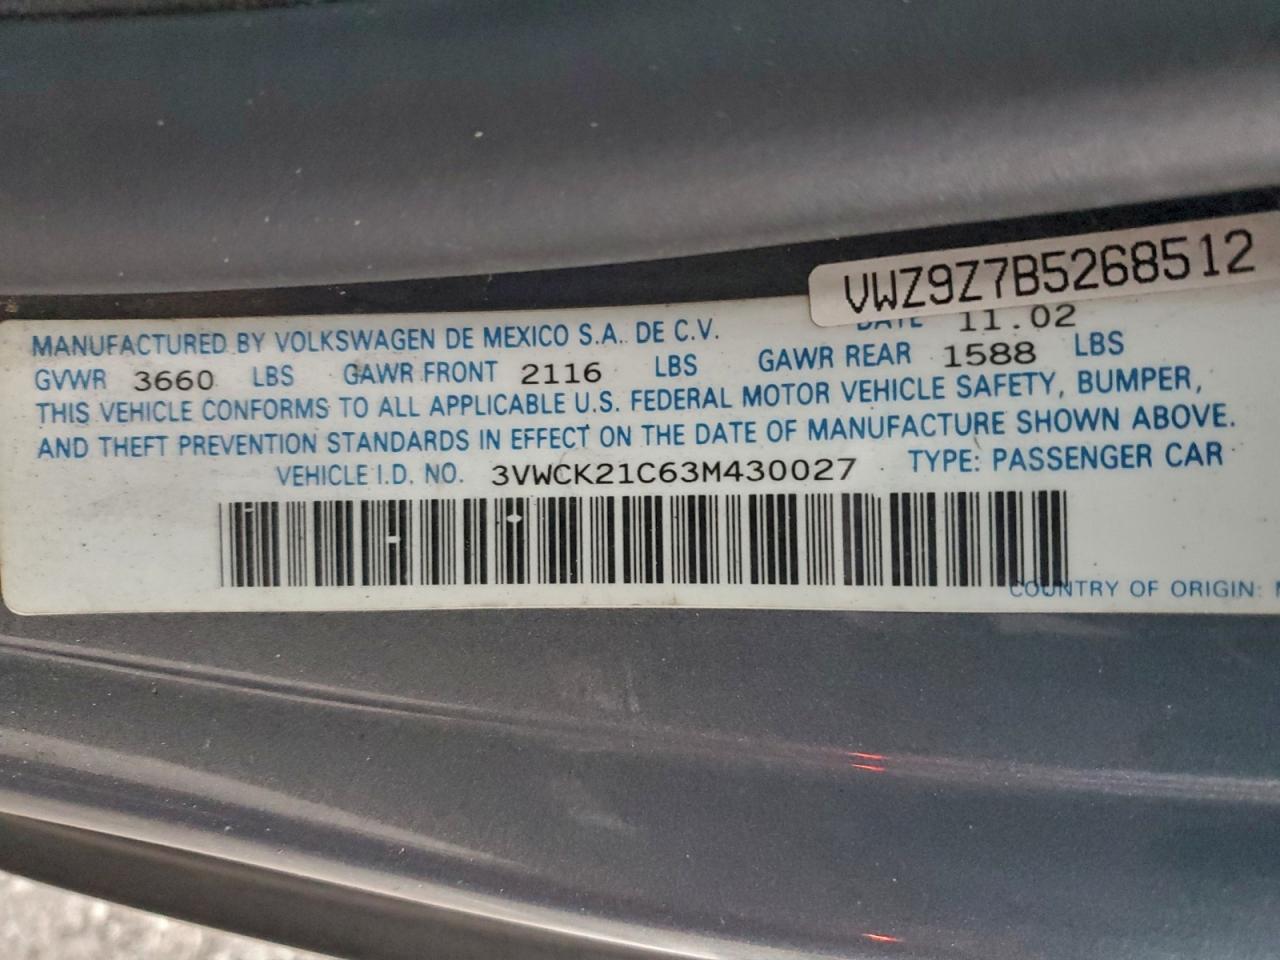 VWZ9Z7B5268512
MANUFACTURED BY VOLKSWAGEN DE MEXICO S.A. DE C.V. DATE 11.02
GVWR 3660 LBS GAWR FRONT 2116 LBS GAWR REAR 1588 LBS
THIS VEHICLE CONFORMS TO ALL APPLICABLE U.S. FEDERAL MOTOR VEHICLE SAFETY, BUMPER,
AND THEFT PREVENTION STANDARDS IN EFFECT ON THE DATE OF MANUFACTURE SHOWN ABOVE.
VEHICLE I.D. NO. 3VWCK21C63M430027 TYPE: PASSENGER CAR
COUNTRY OF ORIGIN: